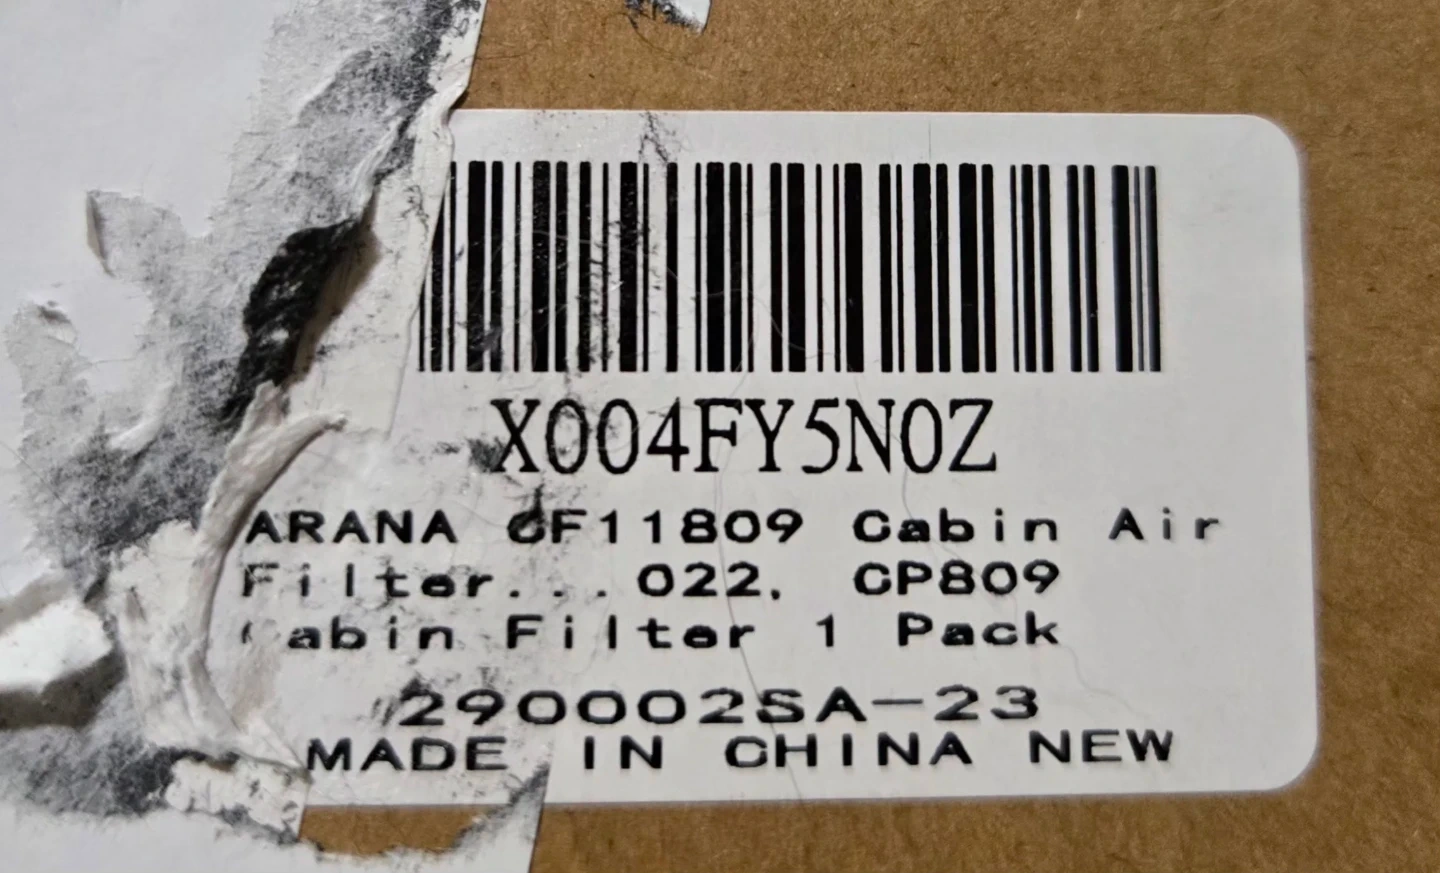 X004FY5N0Z
ARANA CF11809 Cabin Air
Filter...022, CP809
Cabin Filter 1 Pack
290002SA-23
MADE IN CHINA NEW